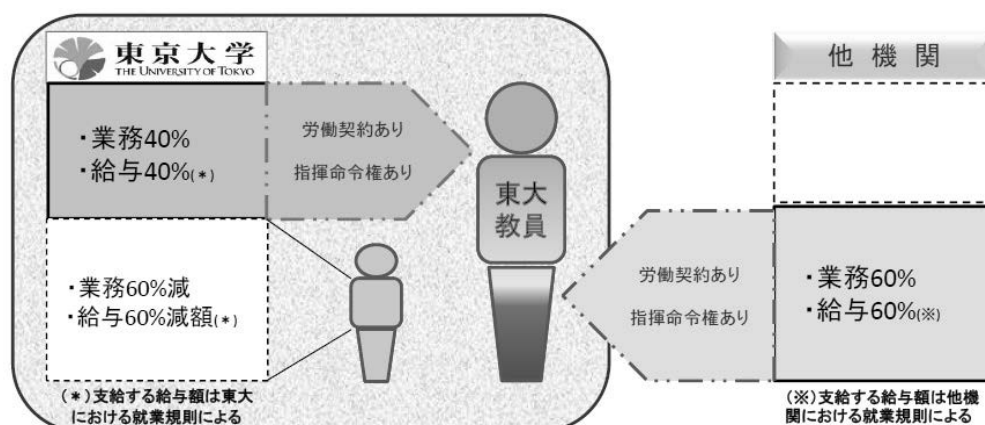 東京大学
THE UNIVERSITY OF TOKYO
・業務40%
・給与40%(*)
労働契約あり
指揮命令権あり
・業務60%減
・給与60%減額(*)
(*)支給する給与額は東大
における就業規則による
東大
教員
他機関
労働契約あり
指揮命令権あり
・業務60%
・給与60%(※)
(※)支給する給与額は他機
関における就業規則による